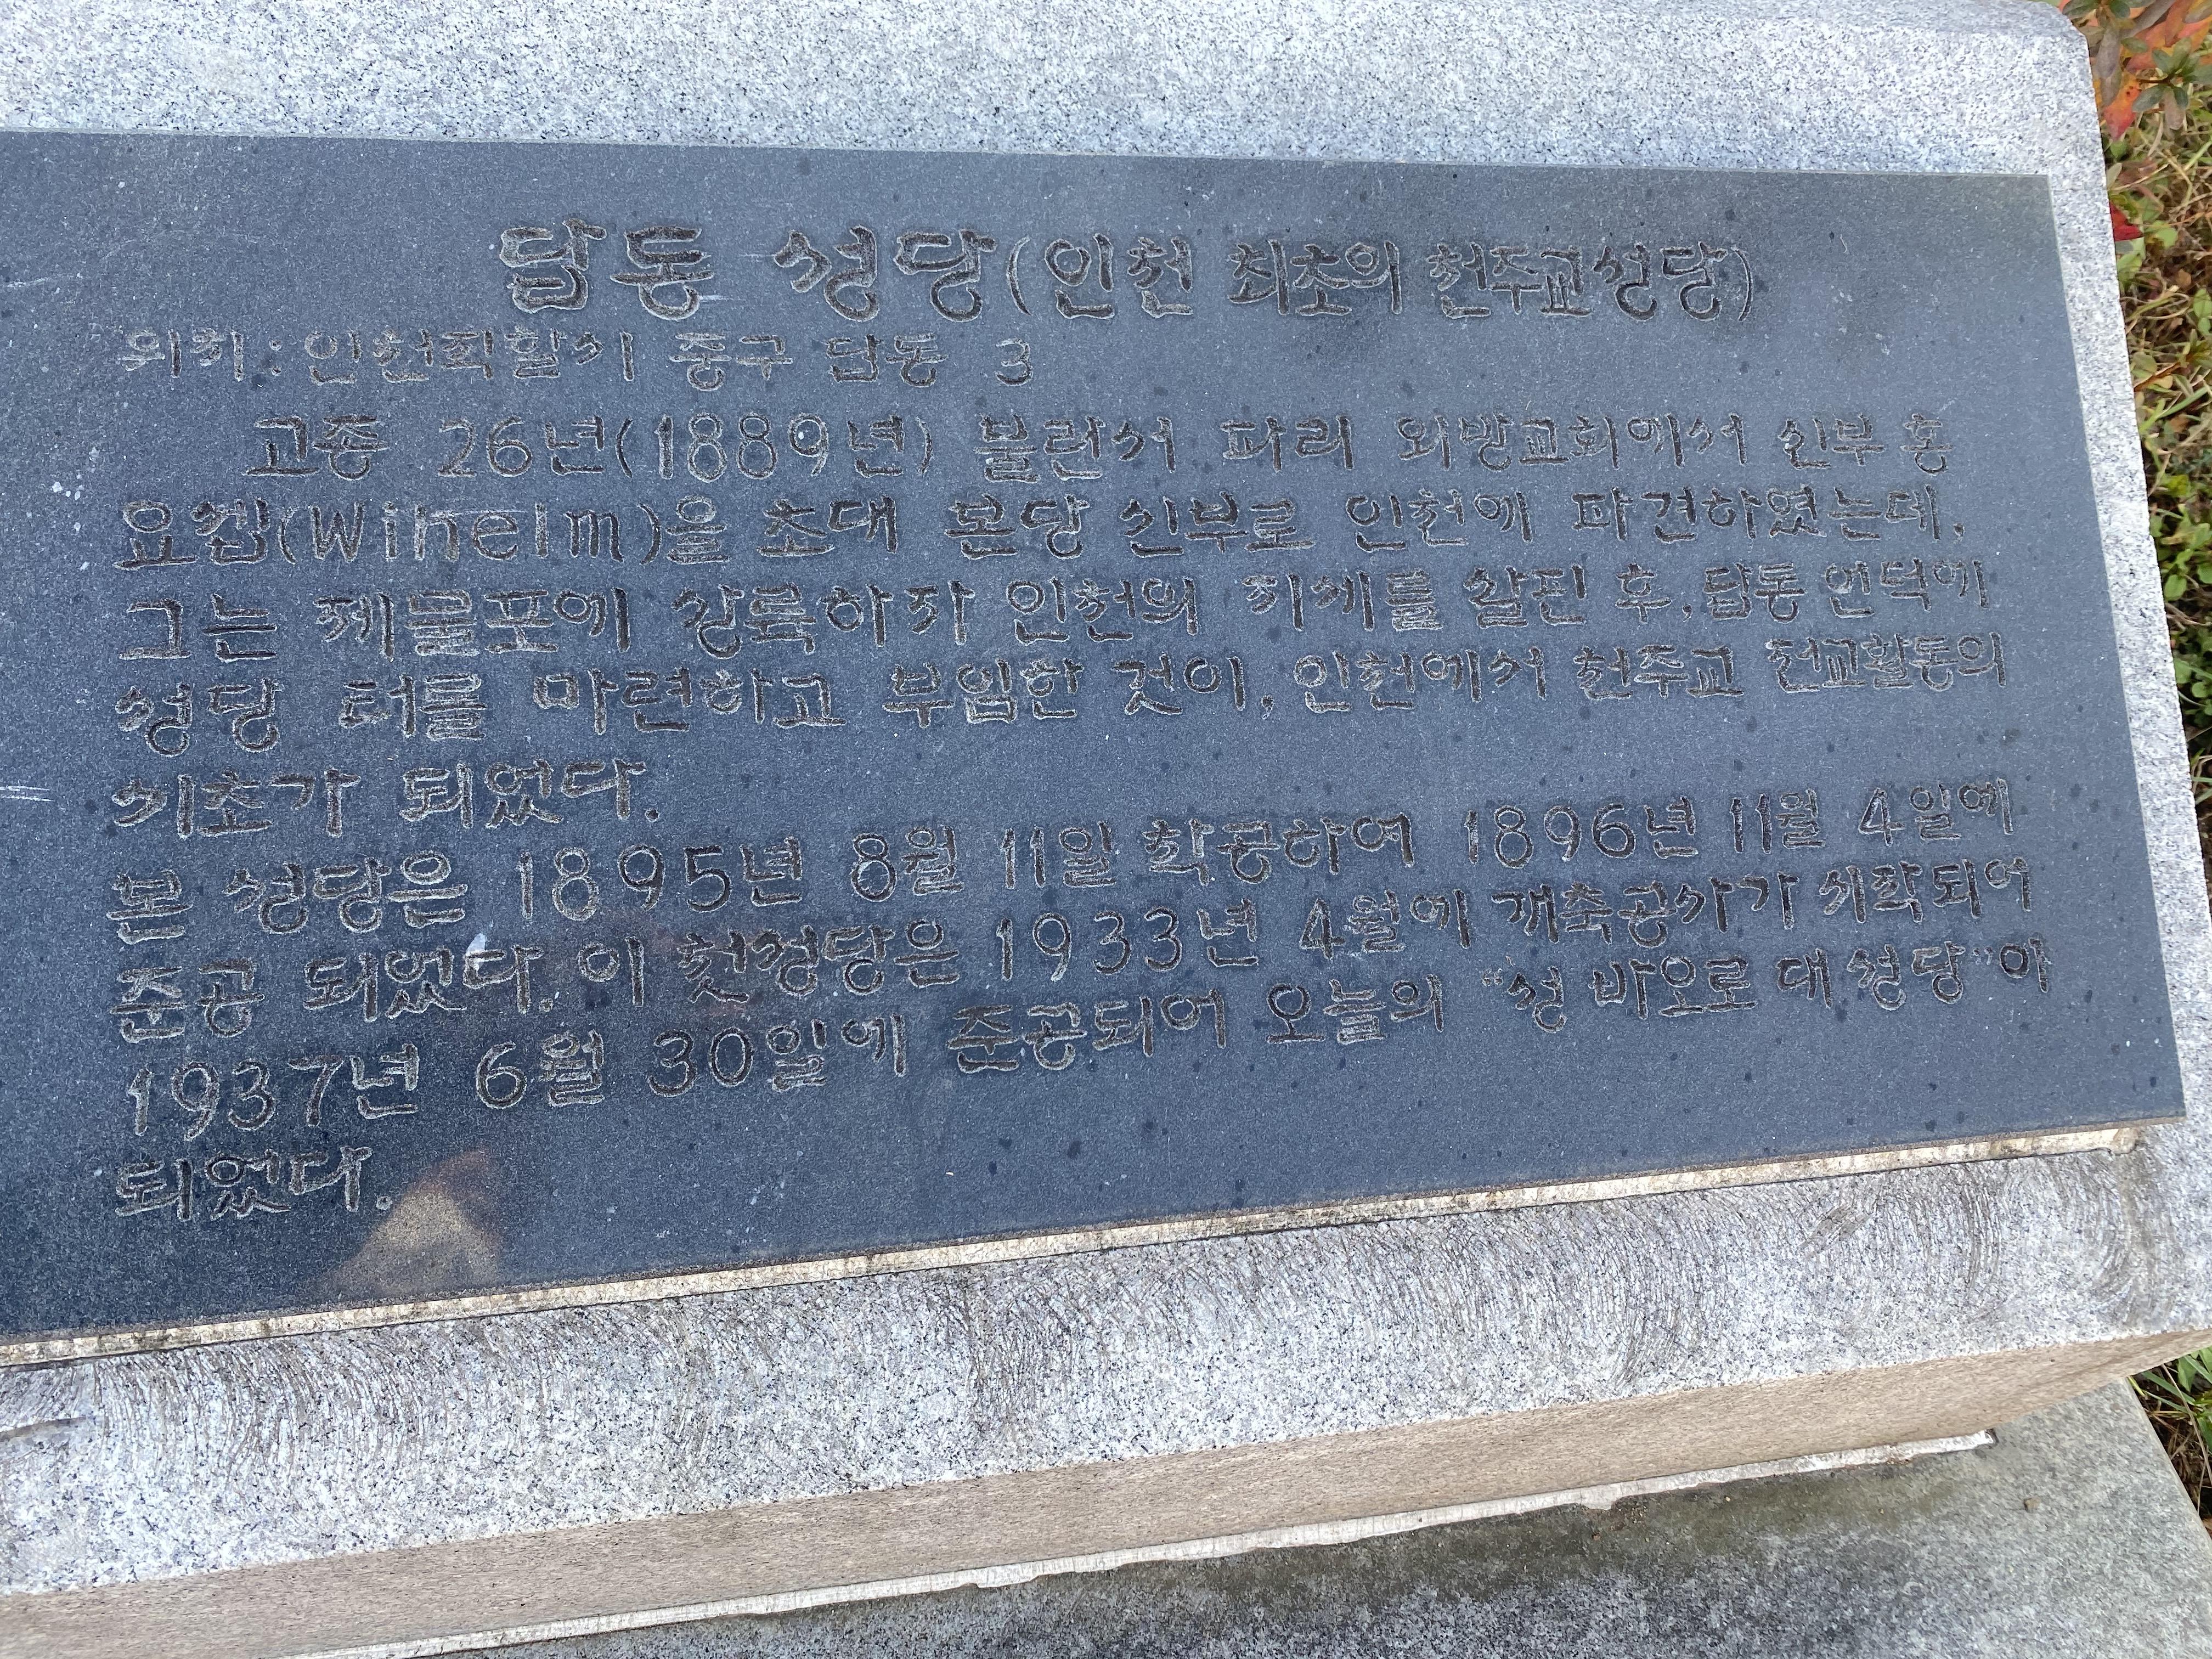 답동 성당(인천 최초의 천주교성당)
위치: 인천직할시 중구 답동 3
고종 26년(1889년) 불란서 파리 외방교회에서 신부 홍
요셉(Wihelm)을 초대 본당 신부로 인천에 파견하였는데,
그는 제물포에 상륙하자 인천의 지세를 살핀 후, 답동 언덕에
성당 터를 마련하고 부임한 것이, 인천에서 천주교 전교활동의
시초가 되었다.
본 성당은 1895년 8월 11일 착공하여 1896년 11월 4일에
준공 되었다. 이 첫성당은 1933년 4월에 개축공사가 시작되어
1937년 6월 30일에 준공되어 오늘의 "성 바오로 대 성당"이
되었다.